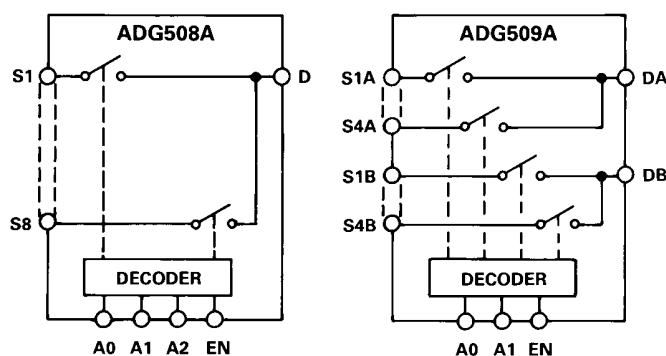 ADG508A
S1
D
S8
DECODER
A0 A1 A2 EN
ADG509A
S1A
DA
S4A
S1B
DB
S4B
DECODER
A0 A1 EN